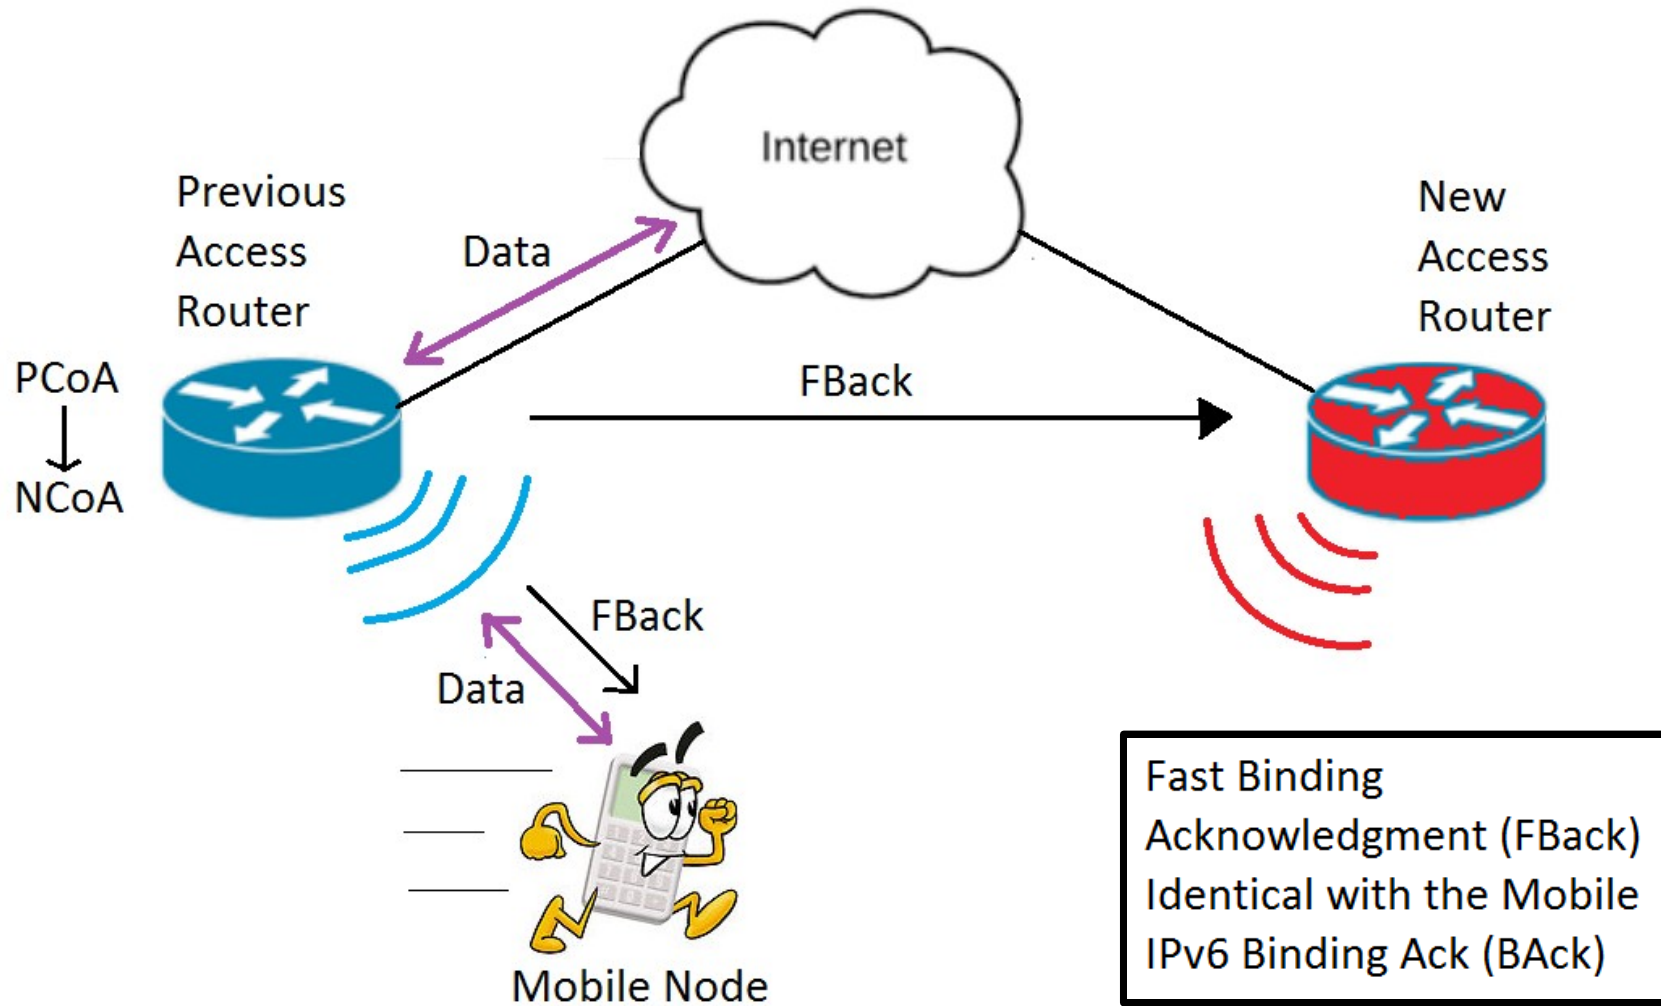 Internet
Previous
Access
Router
Data
New
Access
Router
PCoA
NCoA
FBack
FBack
Data
Mobile Node
Fast Binding
Acknowledgment (FBack)
Identical with the Mobile
IPv6 Binding Ack (BAck)